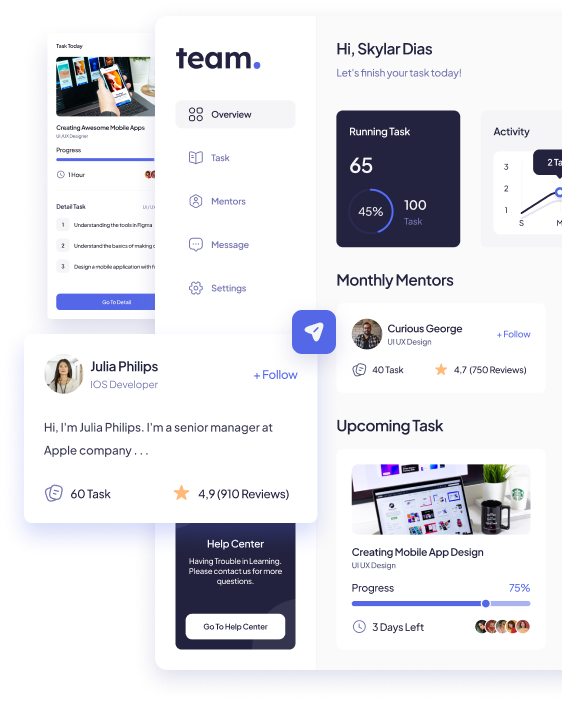 Task Today
Creating Awesome Mobile Apps
UI UX Designer
Progress
1 Hour
Detail Task
UI UX
1 Understanding the tools in Figma
2 Understand the basics of making
3 Design a mobile application with
Go To Detail
team.
Overview
Task
Mentors
Message
Settings
Julia Philips
IOS Developer
+ Follow
Hi, I'm Julia Philips. I'm a senior manager at
Apple company . . .
60 Task
4,9 (910 Reviews)
Help Center
Having Trouble in Learning.
Please contact us for more
questions.
Go To Help Center
Hi, Skylar Dias
Let's finish your task today!
Running Task
65
45%
100
Task
Activity
2 Ta
3
2
1
S
M
Monthly Mentors
Curious George
UI UX Design
+ Follow
40 Task
4,7 (750 Reviews)
Upcoming Task
Creating Mobile App Design
UI UX Design
Progress
75%
3 Days Left